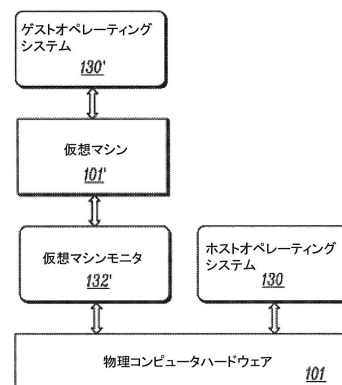 ゲストオペレーティング
システム
130'
仮想マシン
101'
仮想マシンモニタ
132'
ホストオペレーティング
システム
130
物理コンピュータハードウェア
101